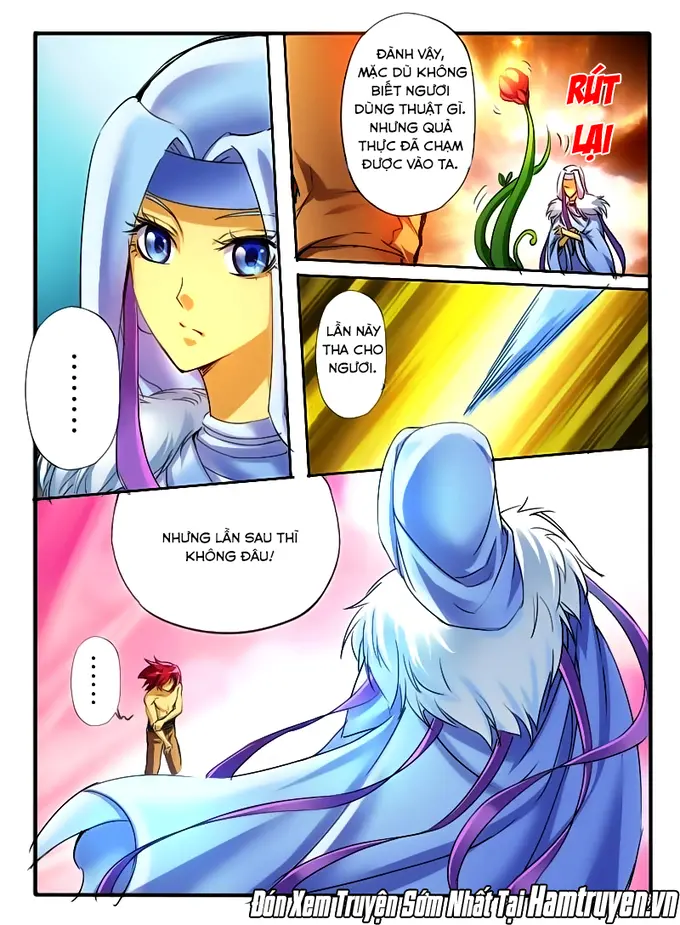 ĐÀNH VẬY,
MẶC DÙ KHÔNG
BIẾT NGƯƠI
DÙNG THUẬT GÌ.
NHƯNG QUẢ
THỰC ĐÃ CHẠM
ĐƯỢC VÀO TA.
RÚT
LẠI
.......
LẦN NÀY
THA CHO
NGƯƠI.
NHƯNG LẦN SAU THÌ
KHÔNG ĐÂU!
.....
Đón Xem Truyện Sớm Nhất Tại Hamtruyen.vn